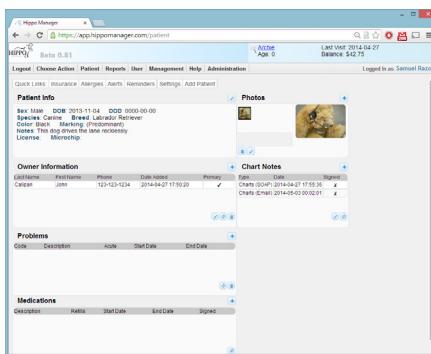 Hippo Manager
https://app.hippomanager.com/patient
HIPPO Beta 0.81
Archie
Age: 0
Last Visit: 2014-04-27
Balance: $42.75
Logout Choose Action Patient Reports User Management Help Administration Logged In as: Samuel Razo
Quick Links Insurance Allergies Alerts Reminders Settings Add Patient
Patient Info
Sex: Male DOB: 2013-11-04 DOD: 0000-00-00
Species: Canine Breed: Labrador Retriever
Color: Black Marking: (Predominant)
Notes: This dog drives the lane recklessly
License: Microchip:
Photos
Owner Information
Last Name First Name Phone Date Added Primary
Calipan John 123-123-1234 2014-04-27 17:50:20 ✓
Chart Notes
Type Date Signed
Charts (SOAP) 2014-04-27 17:55:36 x
Charts (Email) 2014-05-03 00:02:01 x
Problems
Code Description Acute Start Date End Date
Medications
Description Refills Start Date End Date Signed